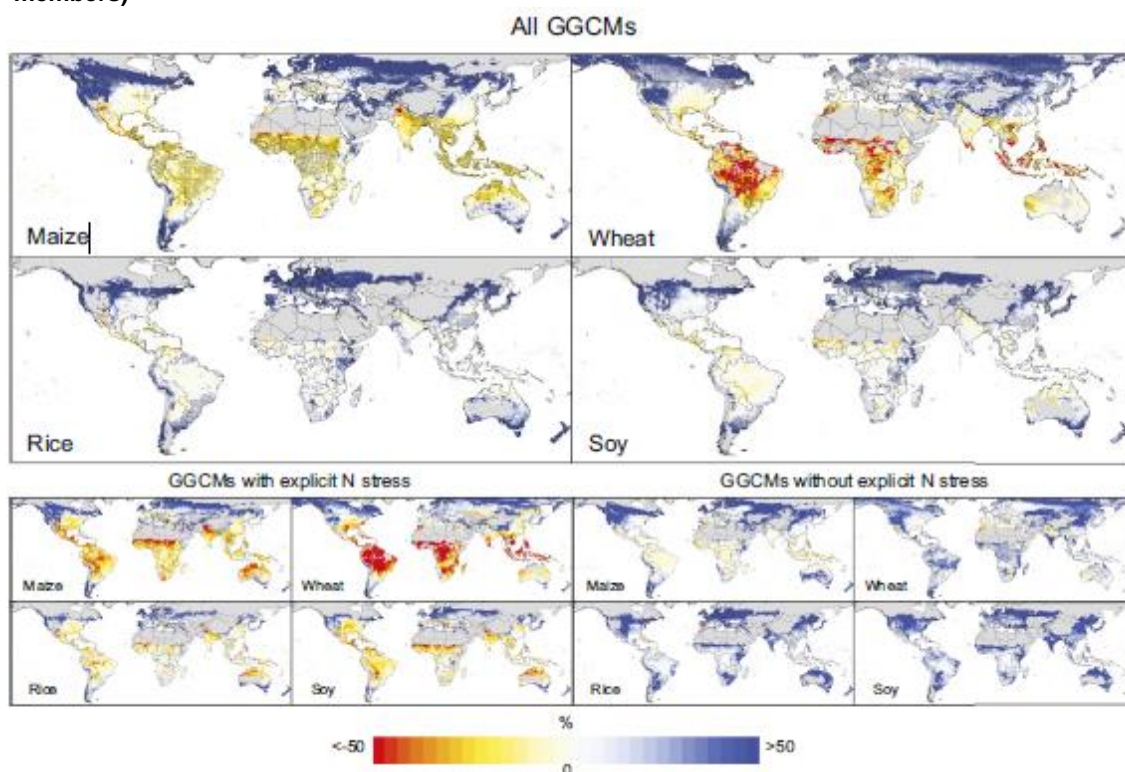 members)
All GGCMs
Maize
Wheat
Rice
Soy
GGCMs with explicit N stress
GGCMs without explicit N stress
Maize
Wheat
Maize
Wheat
Rice
Soy
Rice
Soy
%
<-50
>50
0